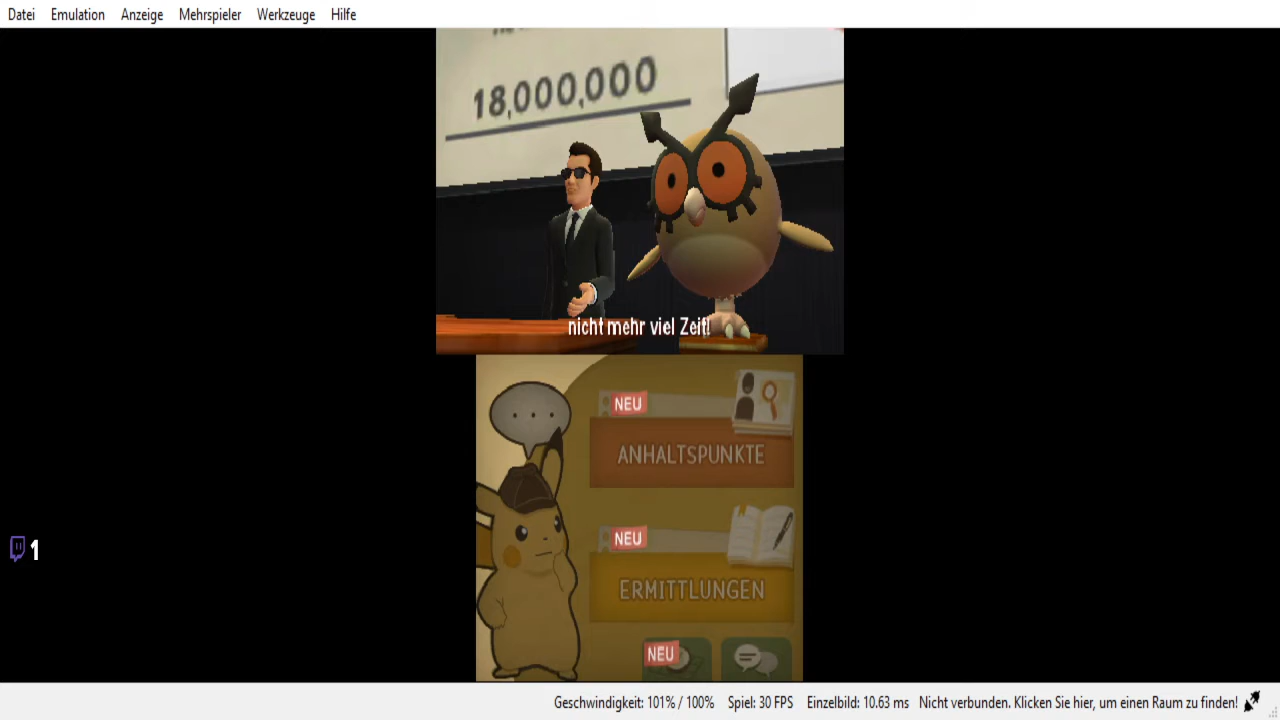 Datei Emulation Anzeige Mehrspieler Werkzeuge Hilfe
18,000,000
nicht mehr viel Zeit!
NEU
ANHALTSPUNKTE
NEU
ERMITTLUNGEN
NEU
1
Geschwindigkeit: 101% / 100% Spiel: 30 FPS Einzelbild: 10.63 ms Nicht verbunden. Klicken Sie hier, um einen Raum zu finden!